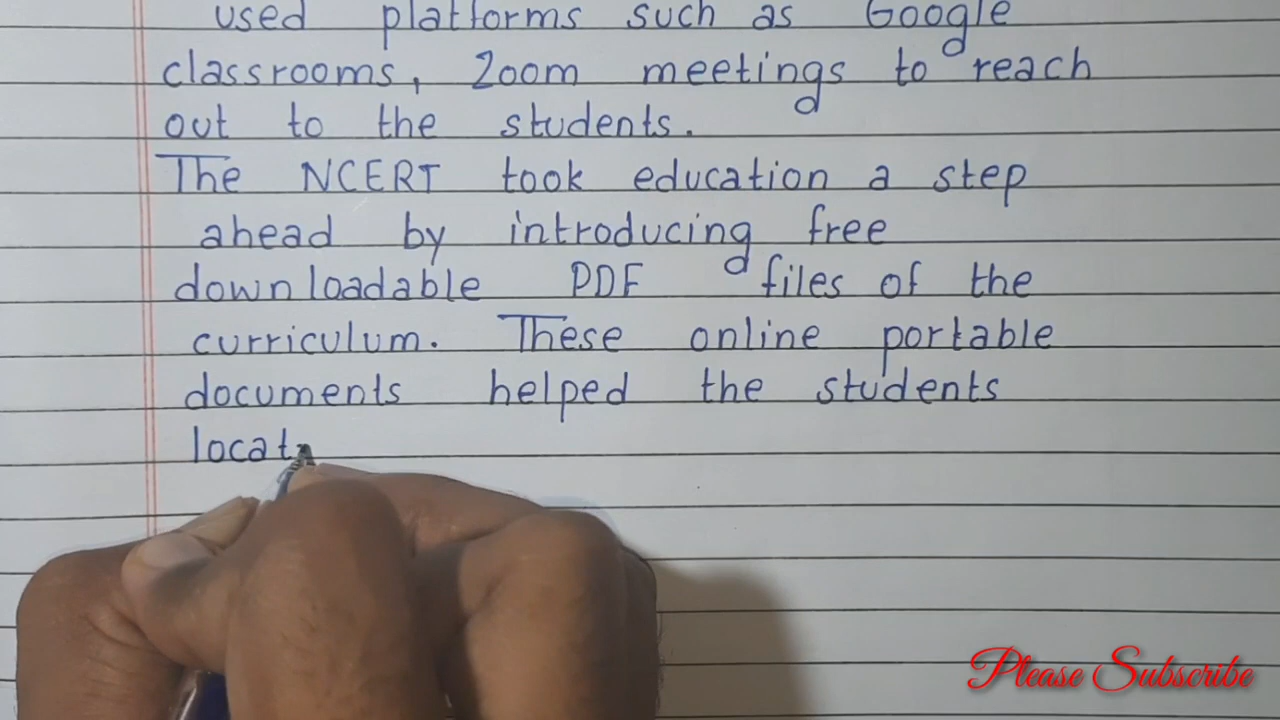 used platforms such as Google
classrooms, Zoom meetings to reach
out to the students.
The NCERT took education a step
ahead by introducing free
downloadable PDF files of the
curriculum. These online portable
documents helped the students
locat
Please Subscribe